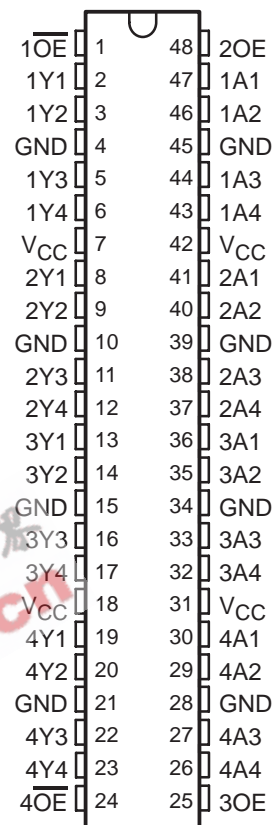 1O̅E̅ 1 48 2OE
1Y1 2 47 1A1
1Y2 3 46 1A2
GND 4 45 GND
1Y3 5 44 1A3
1Y4 6 43 1A4
VCC 7 42 VCC
2Y1 8 41 2A1
2Y2 9 40 2A2
GND 10 39 GND
2Y3 11 38 2A3
2Y4 12 37 2A4
3Y1 13 36 3A1
3Y2 14 35 3A2
GND 15 34 GND
3Y3 16 33 3A3
3Y4 17 32 3A4
VCC 18 31 VCC
4Y1 19 30 4A1
4Y2 20 29 4A2
GND 21 28 GND
4Y3 22 27 4A3
4Y4 23 26 4A4
4O̅E̅ 24 25 3OE